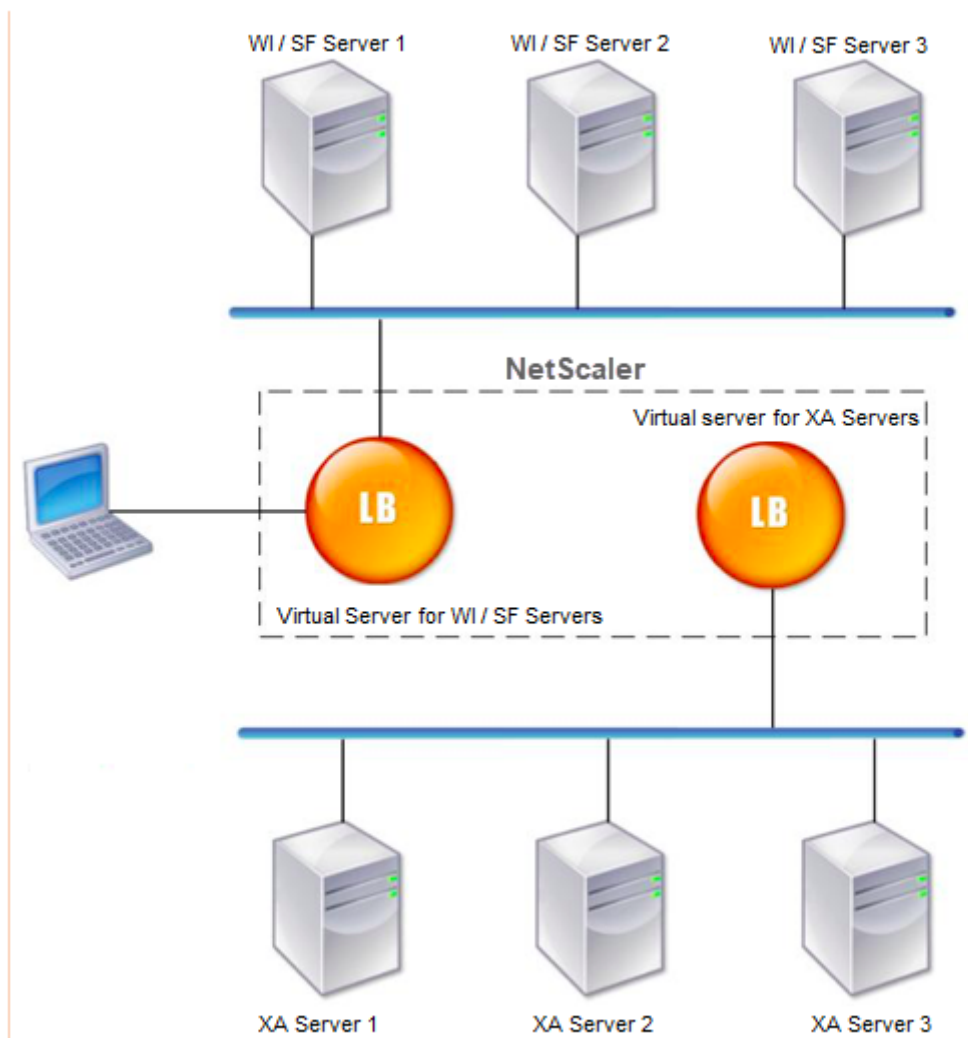 WI / SF Server 1
WI / SF Server 2
WI / SF Server 3
NetScaler
Virtual server for XA Servers
LB
LB
Virtual Server for WI / SF Servers
XA Server 1
XA Server 2
XA Server 3